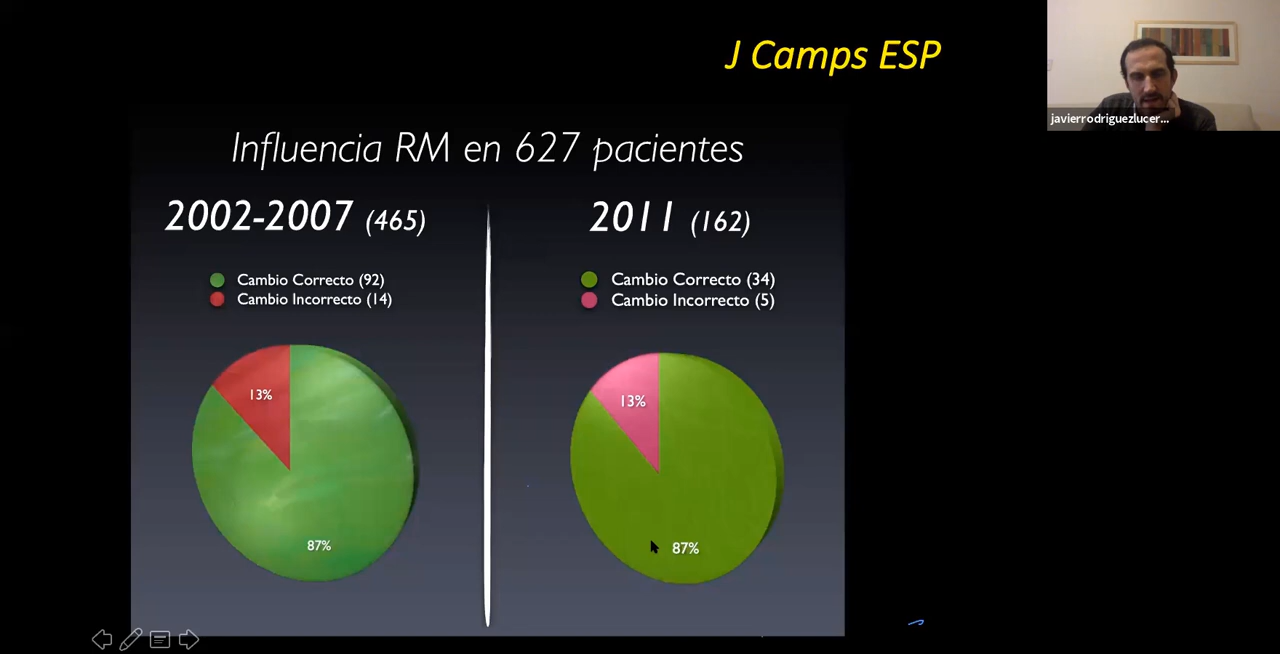 J Camps ESP
javierrodriguezlucer...
Influencia RM en 627 pacientes
2002-2007 (465)
Cambio Correcto (92)
Cambio Incorrecto (14)
13%
87%
2011 (162)
Cambio Correcto (34)
Cambio Incorrecto (5)
13%
87%